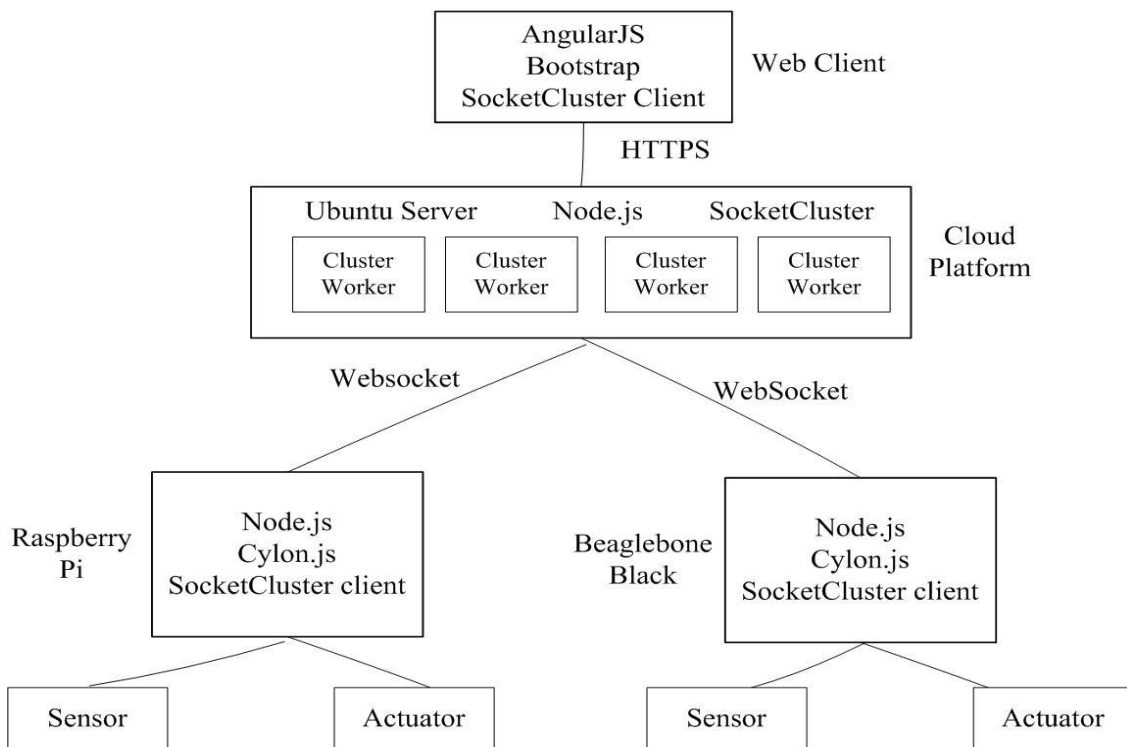 AngularJS
Bootstrap
SocketCluster Client
Web Client
HTTPS
Ubuntu Server Node.js SocketCluster
Cluster
Worker
Cluster
Worker
Cluster
Worker
Cluster
Worker
Cloud
Platform
Websocket
WebSocket
Raspberry
Pi
Node.js
Cylon.js
SocketCluster client
Beaglebone
Black
Node.js
Cylon.js
SocketCluster client
Sensor
Actuator
Sensor
Actuator